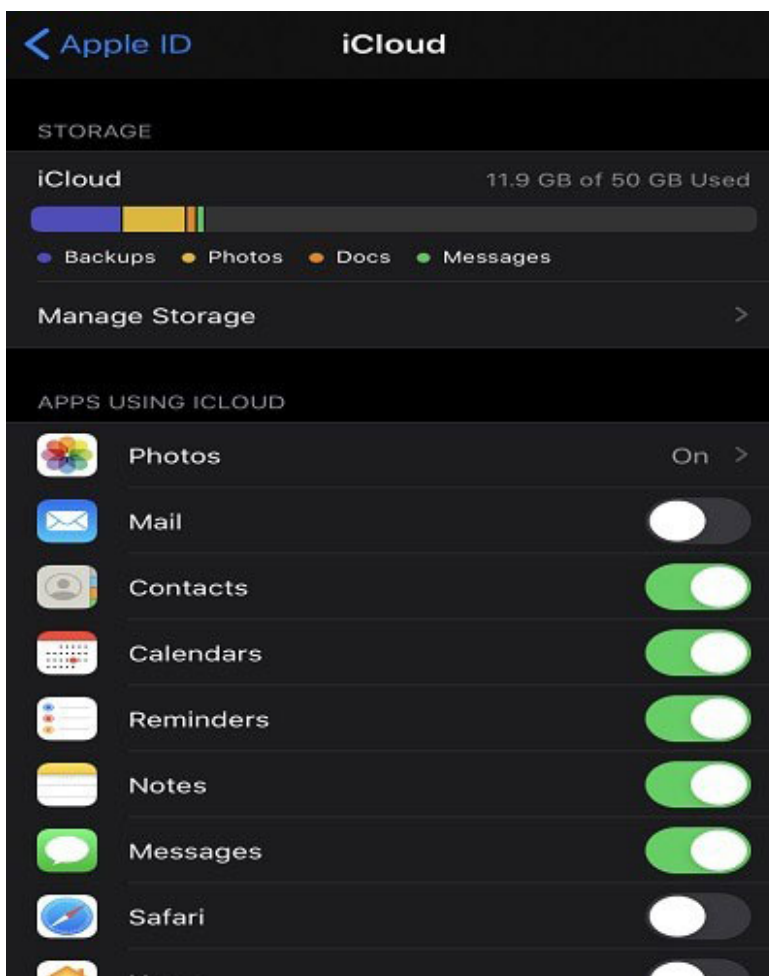 Apple ID
iCloud
STORAGE
iCloud 11.9 GB of 50 GB Used
Backups Photos Docs Messages
Manage Storage
APPS USING ICLOUD
Photos On
Mail
Contacts
Calendars
Reminders
Notes
Messages
Safari